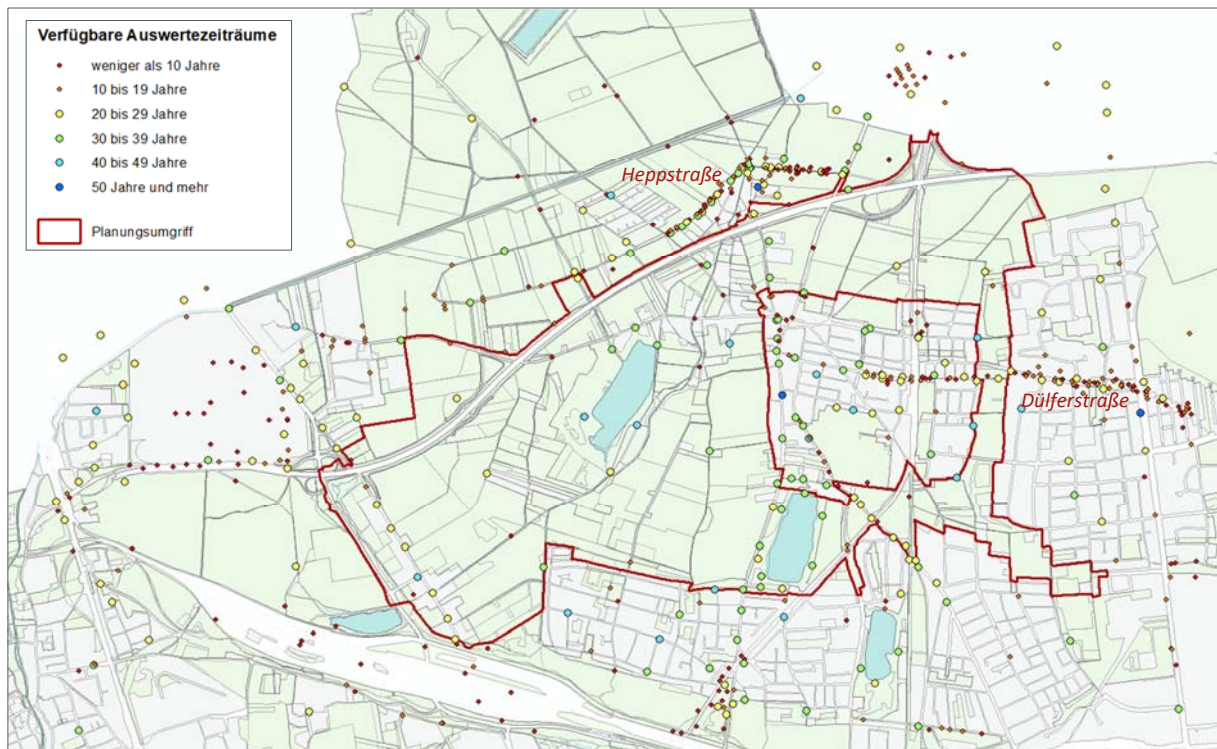 Verfügbare Auswertezeiträume
weniger als 10 Jahre
10 bis 19 Jahre
20 bis 29 Jahre
30 bis 39 Jahre
40 bis 49 Jahre
50 Jahre und mehr
Planungsumgriff
Heppstraße
Dülferstraße